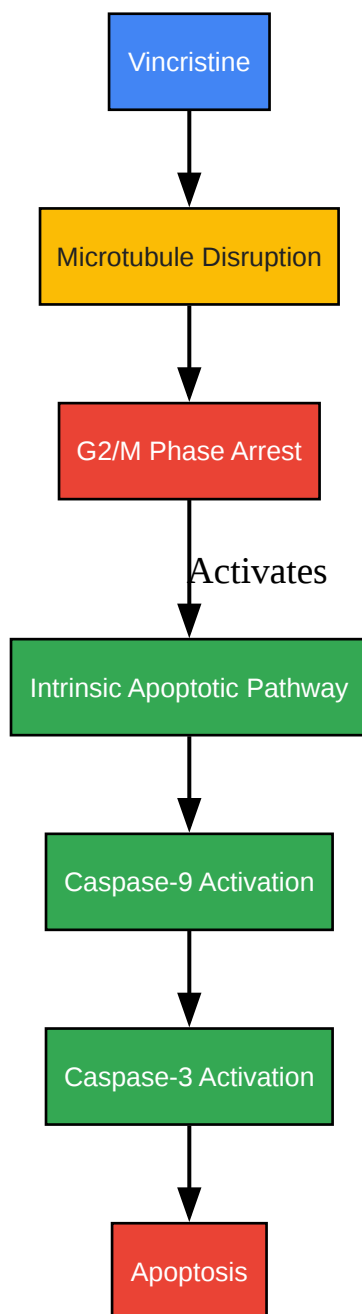 Vincristine
Microtubule Disruption
G2/M Phase Arrest
Activates
Intrinsic Apoptotic Pathway
Caspase-9 Activation
Caspase-3 Activation
Apoptosis